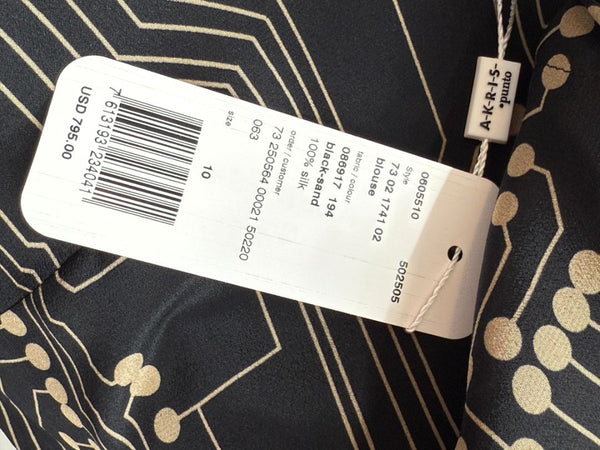 A-K-R-I-S-
*punto
0605510 502505
Style
73 02 1741 02
blouse
fabric / colour
086917 194
black-sand
100% silk
order / customer
73 250564 00021 50220
063
size
10
7 613193 234041
USD 795.00